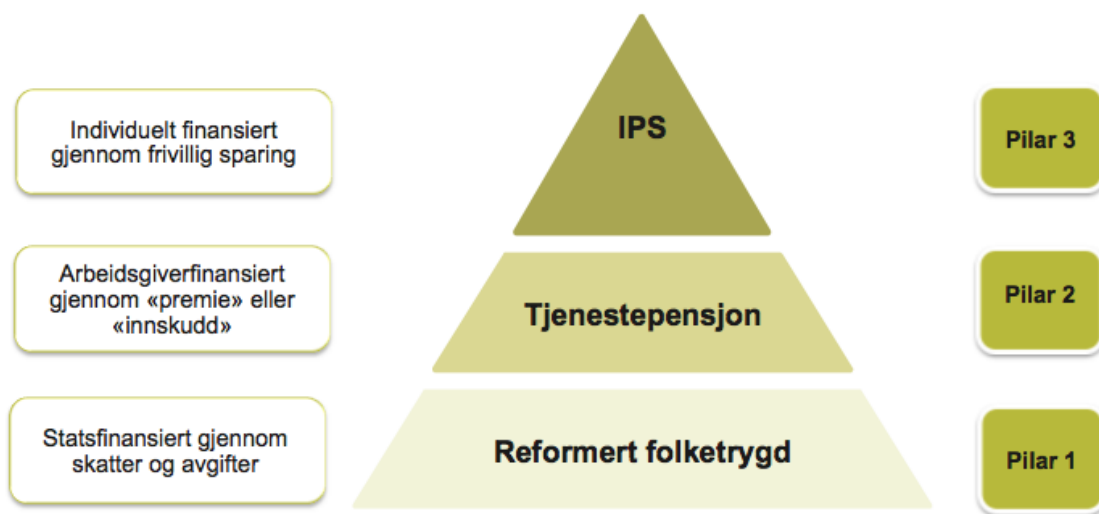 Individuelt finansiert
gjennom frivillig sparing
IPS
Pilar 3
Arbeidsgiverfinansiert
gjennom «premie» eller
«innskudd»
Tjenestepensjon
Pilar 2
Statsfinansiert gjennom
skatter og avgifter
Reformert folketrygd
Pilar 1